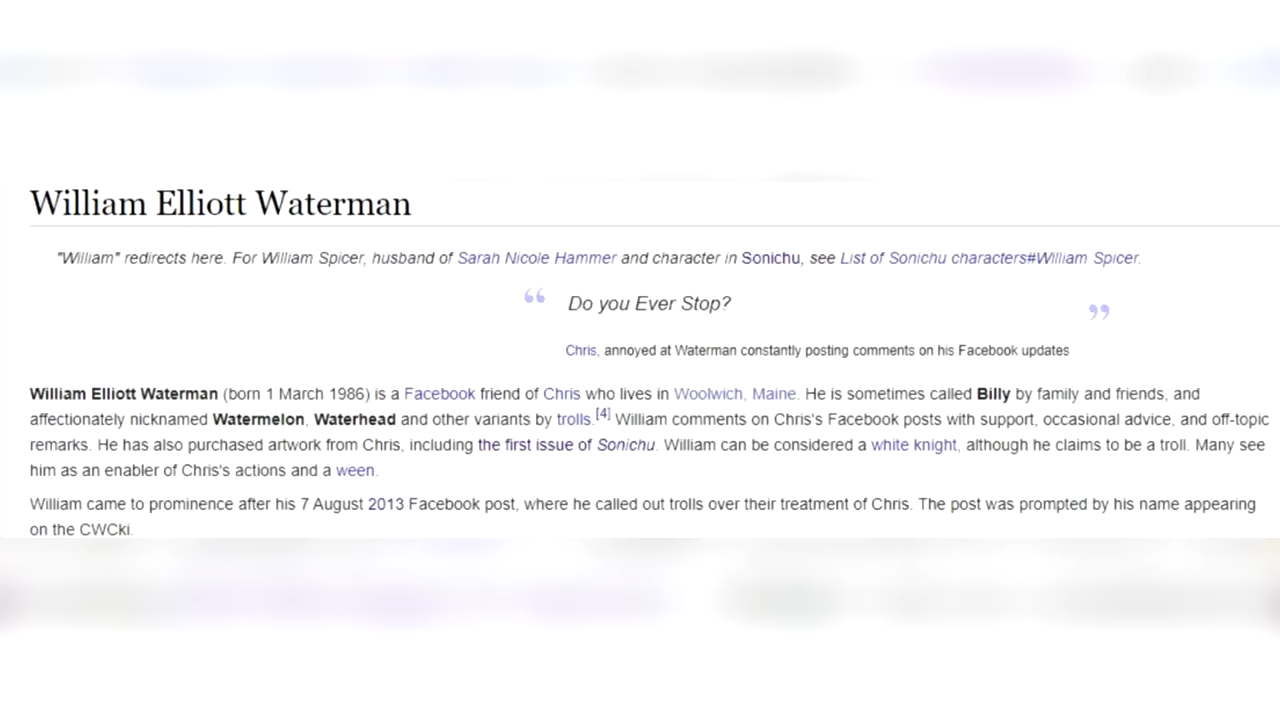 William Elliott Waterman
"William" redirects here. For William Spicer, husband of Sarah Nicole Hammer and character in Sonichu, see List of Sonichu characters#William Spicer.
“ Do you Ever Stop? ”
Chris, annoyed at Waterman constantly posting comments on his Facebook updates
William Elliott Waterman (born 1 March 1986) is a Facebook friend of Chris who lives in Woolwich, Maine. He is sometimes called Billy by family and friends, and
affectionately nicknamed Watermelon, Waterhead and other variants by trolls.[4] William comments on Chris's Facebook posts with support, occasional advice, and off-topic
remarks. He has also purchased artwork from Chris, including the first issue of Sonichu. William can be considered a white knight, although he claims to be a troll. Many see
him as an enabler of Chris's actions and a ween.
William came to prominence after his 7 August 2013 Facebook post, where he called out trolls over their treatment of Chris. The post was prompted by his name appearing
on the CWCki.